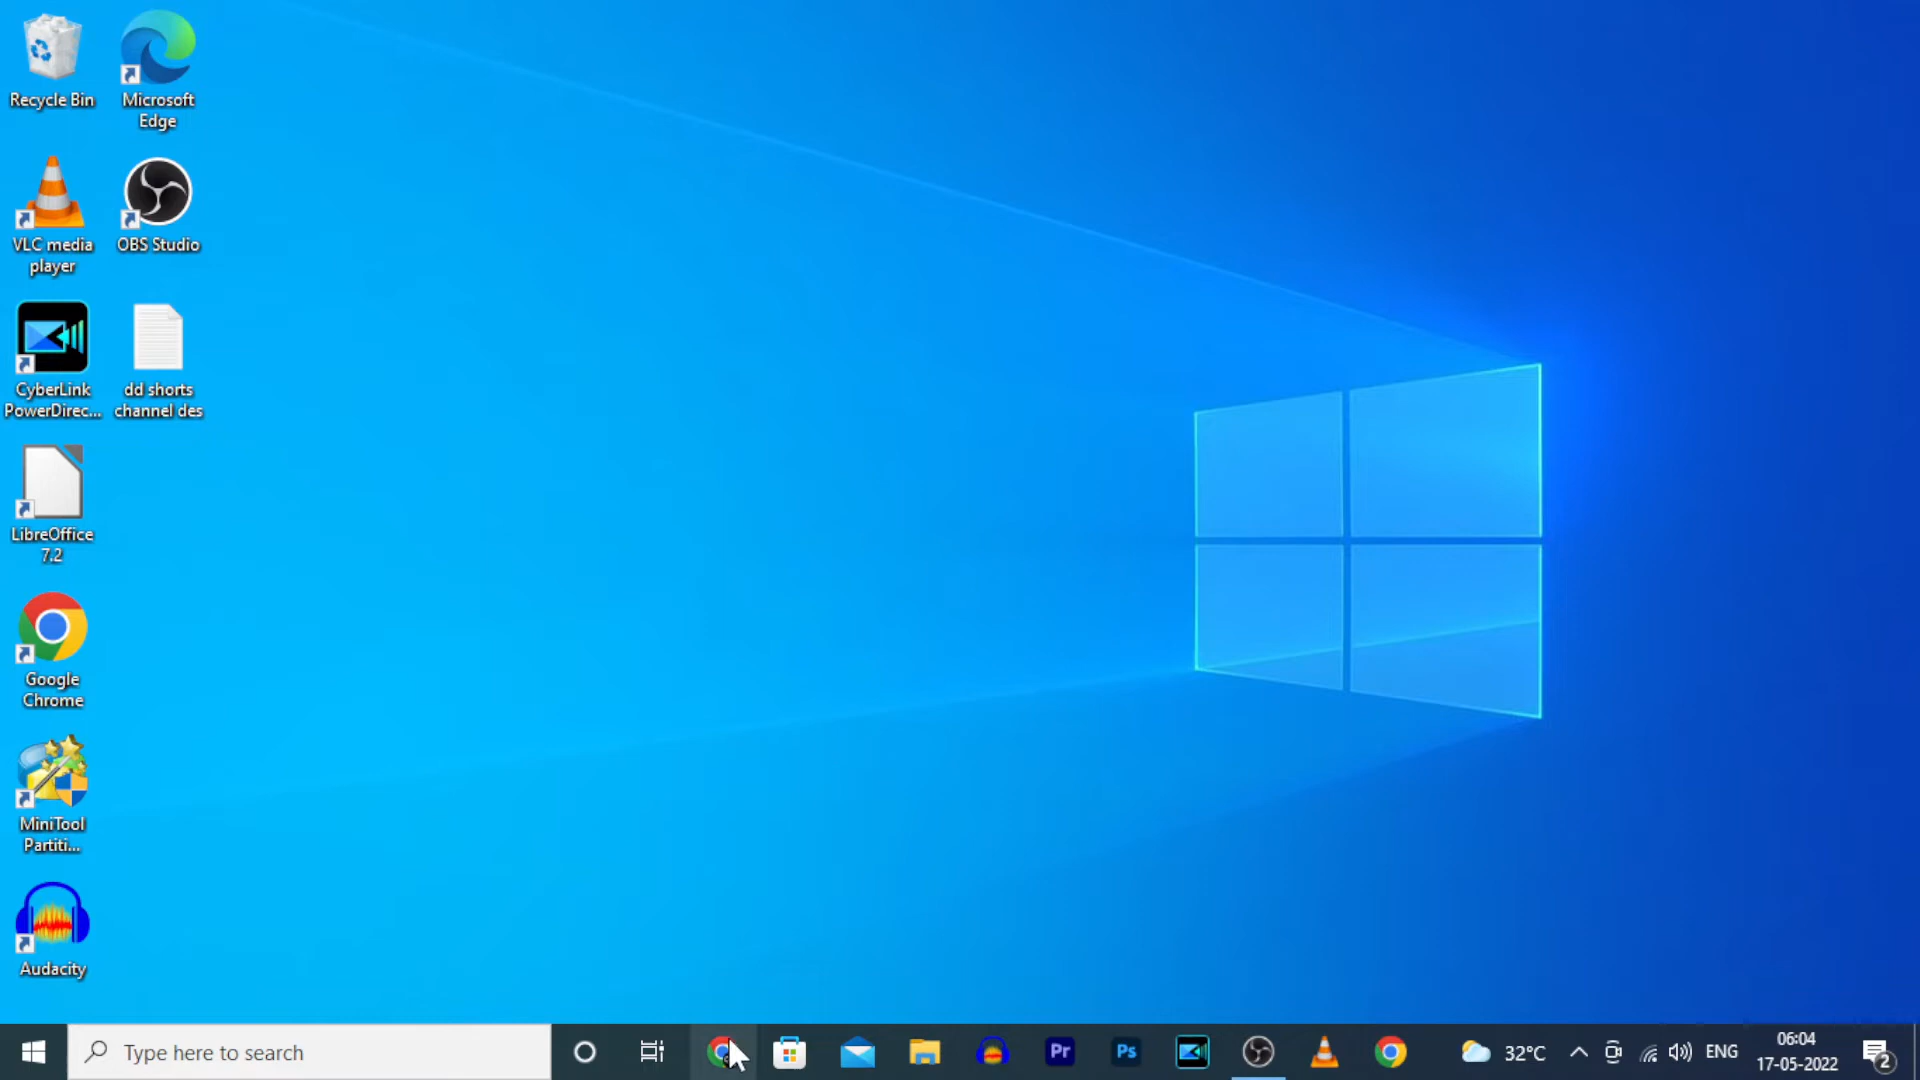 Recycle Bin
Microsoft
Edge
VLC media
player
OBS Studio
CyberLink
PowerDirec...
dd shorts
channel des
LibreOffice
7.2
Google
Chrome
MiniTool
Partiti...
Audacity
Type here to search
Pr
Ps
32°C
ENG
06:04
17-05-2022
2